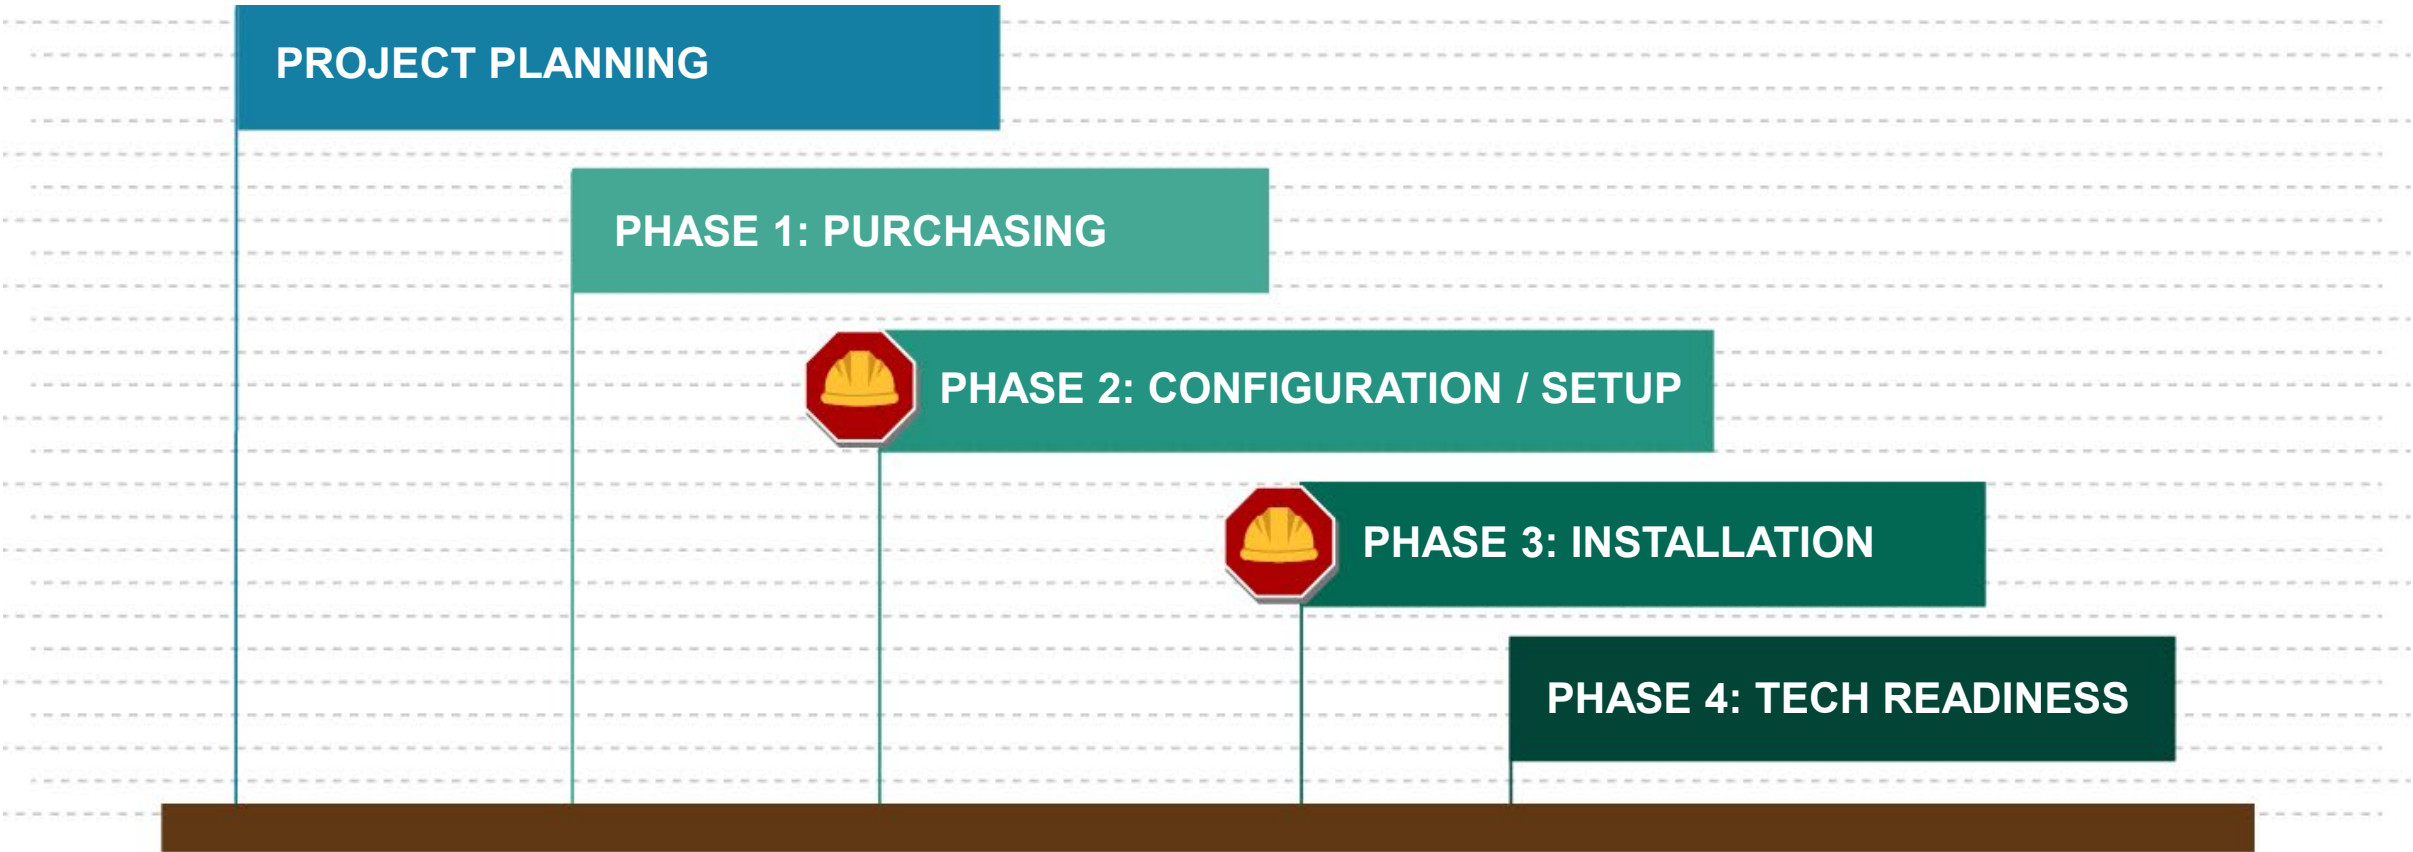 PROJECT PLANNING
PHASE 1: PURCHASING
PHASE 2: CONFIGURATION / SETUP
PHASE 3: INSTALLATION
PHASE 4: TECH READINESS